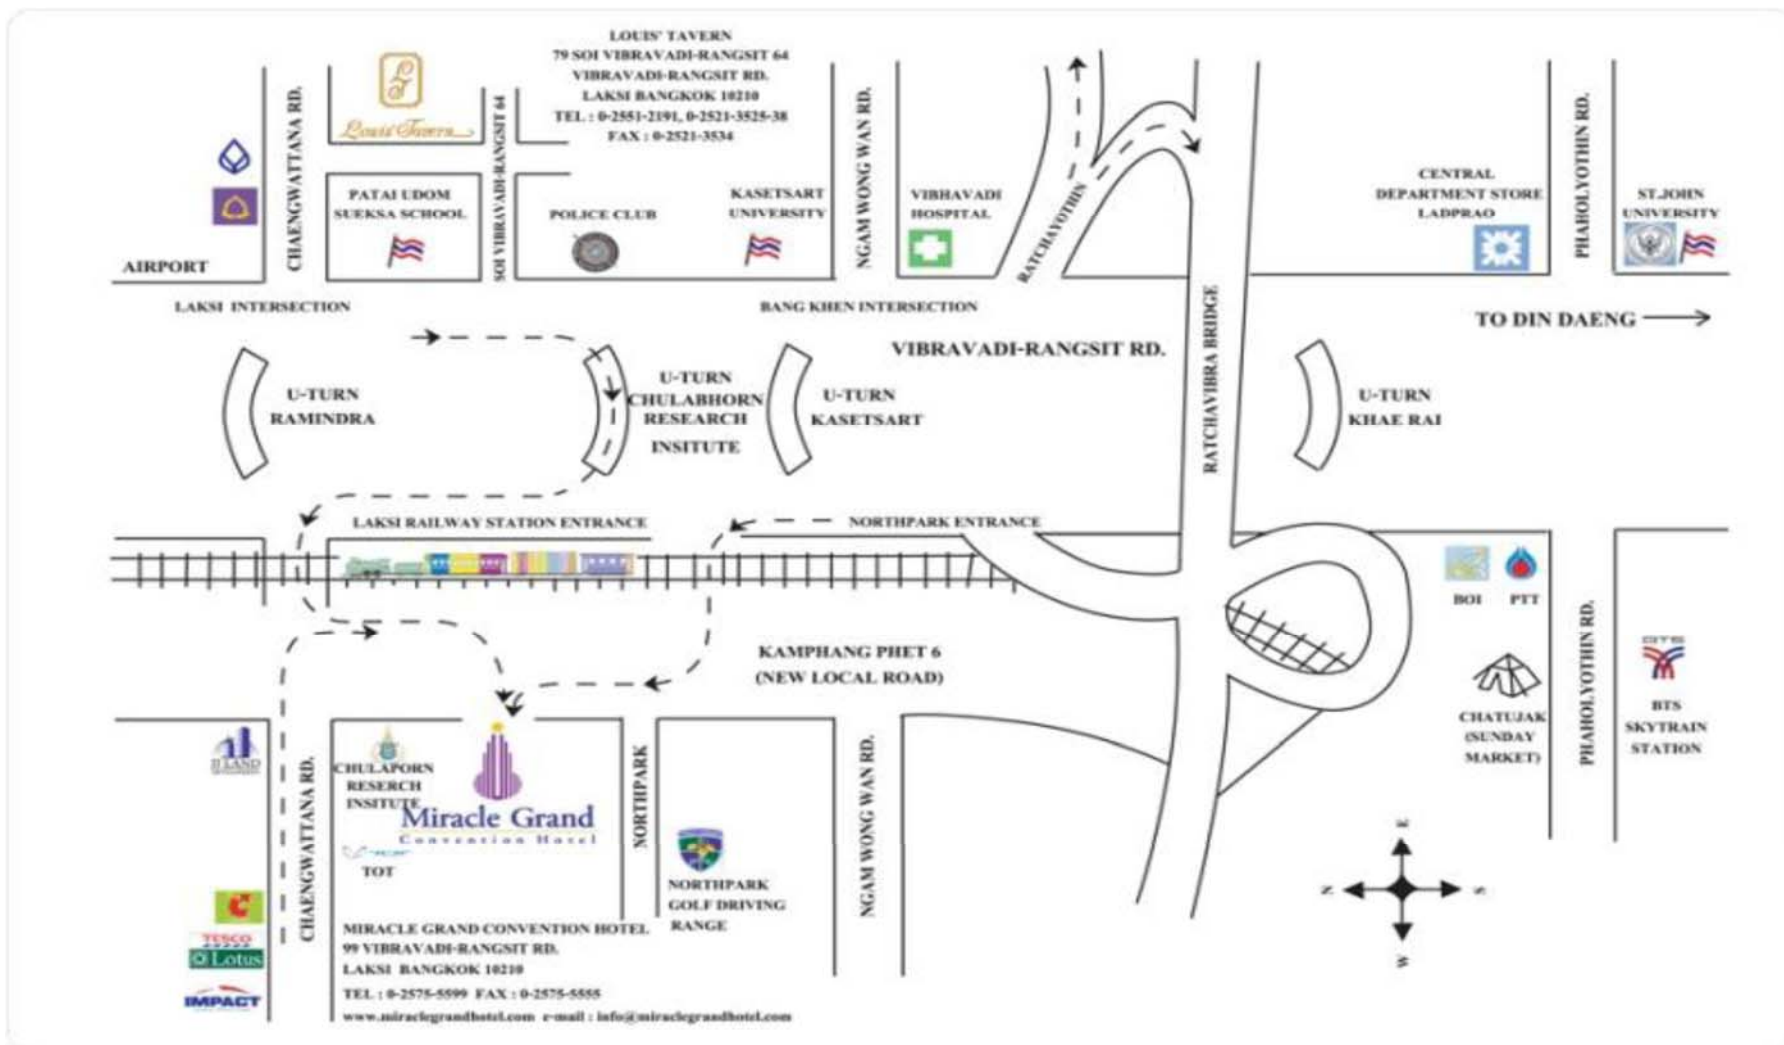 LOUIS' TAVERN
79 SOI VIBRAVADI-RANGSIT 64
VIBRAVADI-RANGSIT RD.
LAKSI BANGKOK 10210
TEL : 0-2551-2191, 0-2521-3525-38
FAX : 0-2521-3534
Louis' Tavern
CHAENGWATTANA RD.
SOI VIBRAVADI-RANGSIT 64
NGAM WONG WAN RD.
PHAHOLYOTHIN RD.
PATAI UDOM
SUEKSA SCHOOL
POLICE CLUB
KASETSART
UNIVERSITY
VIBHAVADI
HOSPITAL
RATCHAYOTHIN
CENTRAL
DEPARTMENT STORE
LADPRAO
ST.JOHN
UNIVERSITY
AIRPORT
LAKSI INTERSECTION
BANG KHEN INTERSECTION
TO DIN DAENG
VIBRAVADI-RANGSIT RD.
RATCHAVIBRA BRIDGE
U-TURN
RAMINDRA
U-TURN
CHULABHORN
RESEARCH
INSITUTE
U-TURN
KASETSART
U-TURN
KHAE RAI
LAKSI RAILWAY STATION ENTRANCE
NORTHPARK ENTRANCE
BOI
PTT
KAMPHANG PHET 6
(NEW LOCAL ROAD)
CHATUJAK
(SUNDAY
MARKET)
PHAHOLYOTHIN RD.
BTS
BTS
SKYTRAIN
STATION
CHAENGWATTANA RD.
CHULAPORN
RESERCH
INSITUTE
Miracle Grand
Convention Hotel
TOT
NORTHPARK
NORTHPARK
GOLF DRIVING
RANGE
NGAM WONG WAN RD.
TESCO
Lotus
IMPACT
MIRACLE GRAND CONVENTION HOTEL
99 VIBRAVADI-RANGSIT RD.
LAKSI BANGKOK 10210
TEL : 0-2575-5599 FAX : 0-2575-5555
www.miraclegrandhotel.com e-mail : info@miraclegrandhotel.com
E
N
S
W